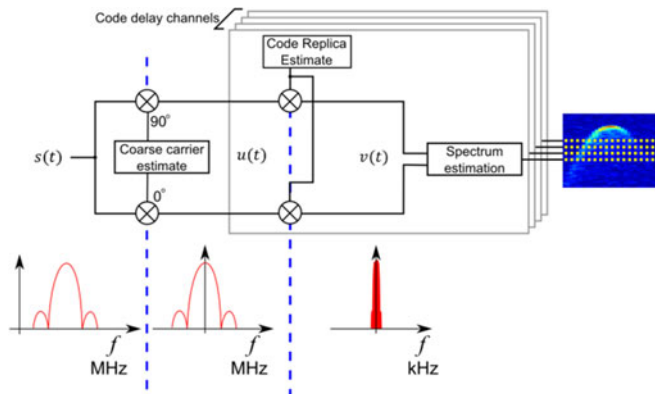 Code delay channels
Code Replica
Estimate
90°
s(t)
Coarse carrier
estimate
u(t)
v(t)
Spectrum
estimation
0°
f
MHz
f
MHz
f
kHz